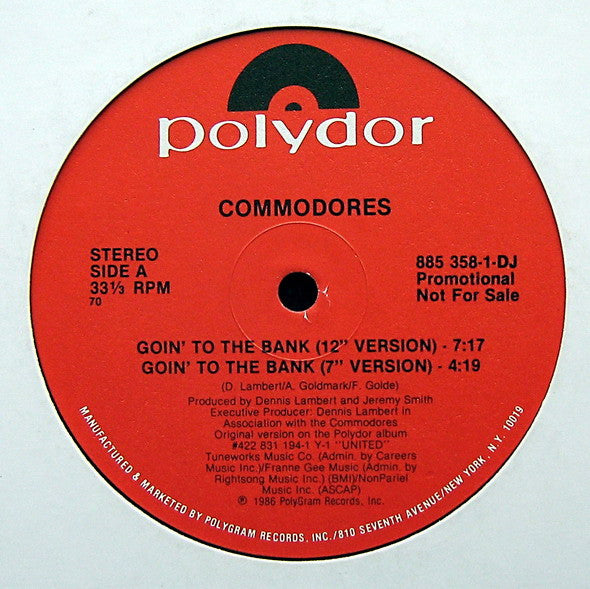 polydor
COMMODORES
STEREO
SIDE A
33⅓ RPM
70
885 358-1-DJ
Promotional
Not For Sale
GOIN' TO THE BANK (12" VERSION) - 7:17
GOIN' TO THE BANK (7" VERSION) - 4:19
(D. Lambert/A. Goldmark/F. Golde)
Produced by Dennis Lambert and Jeremy Smith
Executive Producer: Dennis Lambert in
Association with the Commodores
Original version on the Polydor album
#422 831 194-1 Y-1 "UNITED"
Tuneworks Music Co. (Admin. by Careers
Music Inc.)/Franne Gee Music (Admin. by
Rightsong Music Inc.) (BMI)/NonPariel
Music Inc. (ASCAP)
℗ 1986 PolyGram Records, Inc.
MANUFACTURED & MARKETED BY POLYGRAM RECORDS, INC./810 SEVENTH AVENUE/NEW YORK, N.Y. 10019